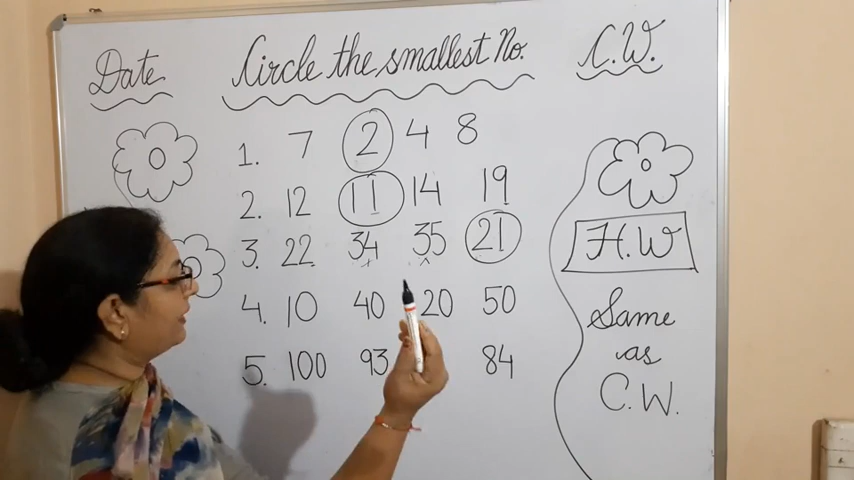 Date Circle the smallest No. C.W.
1. 7 2 4 8
2. 12 11 14 19
3. 22 34 35 21
4. 10 40 20 50
5. 100 93 84
H.W
Same
as
C.W.